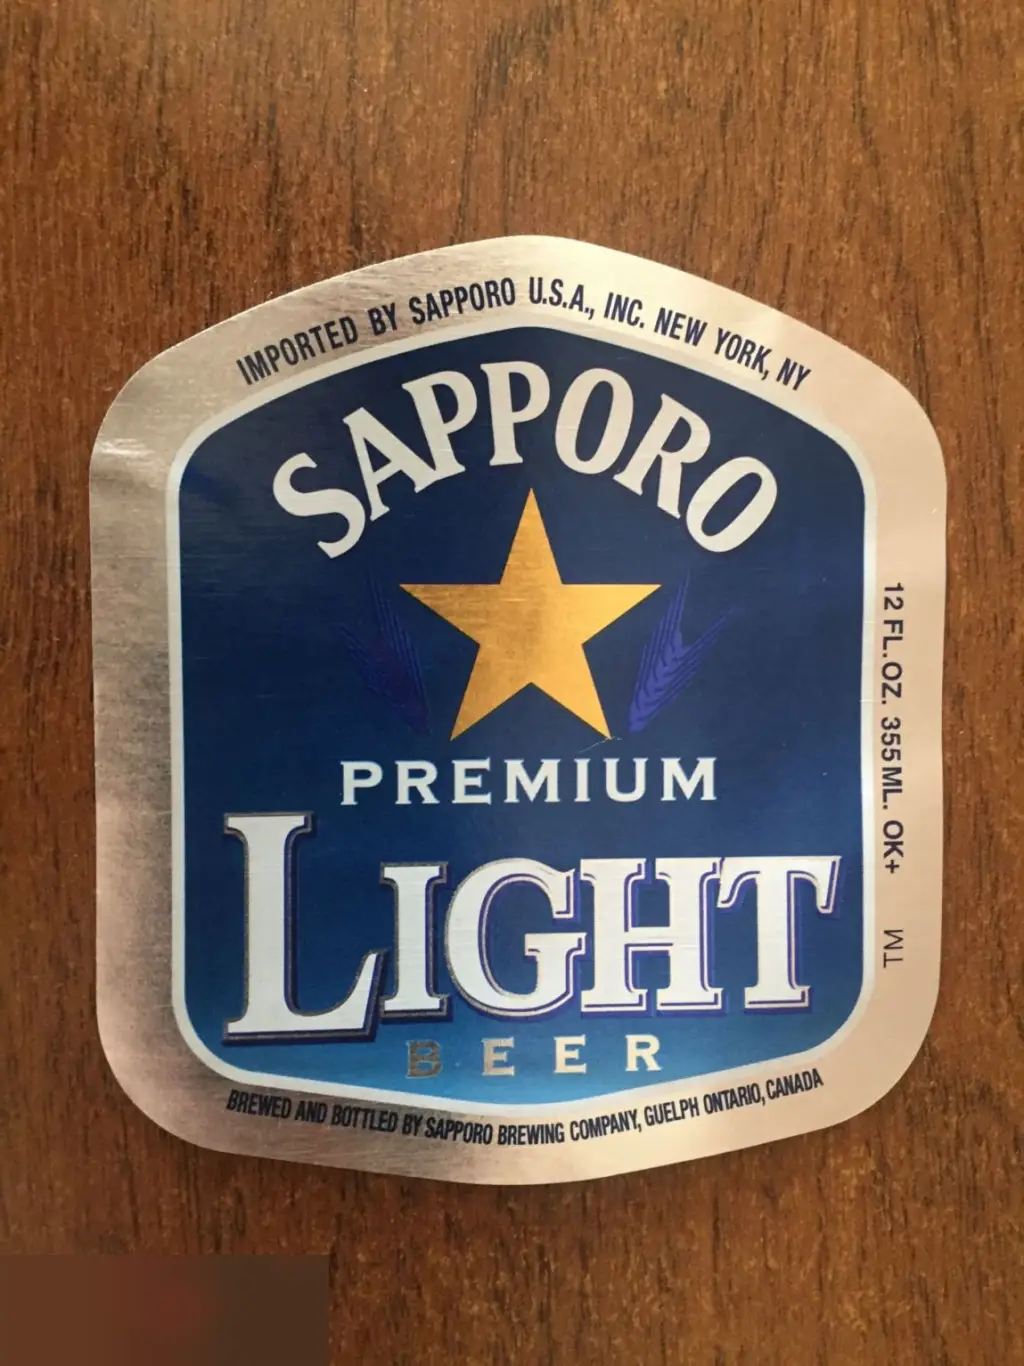 IMPORTED BY SAPPORO U.S.A., INC. NEW YORK, NY
SAPPORO
PREMIUM
LIGHT
BEER
BREWED AND BOTTLED BY SAPPORO BREWING COMPANY, GUELPH ONTARIO, CANADA
12 FL.OZ. 355ML. OK+ TM